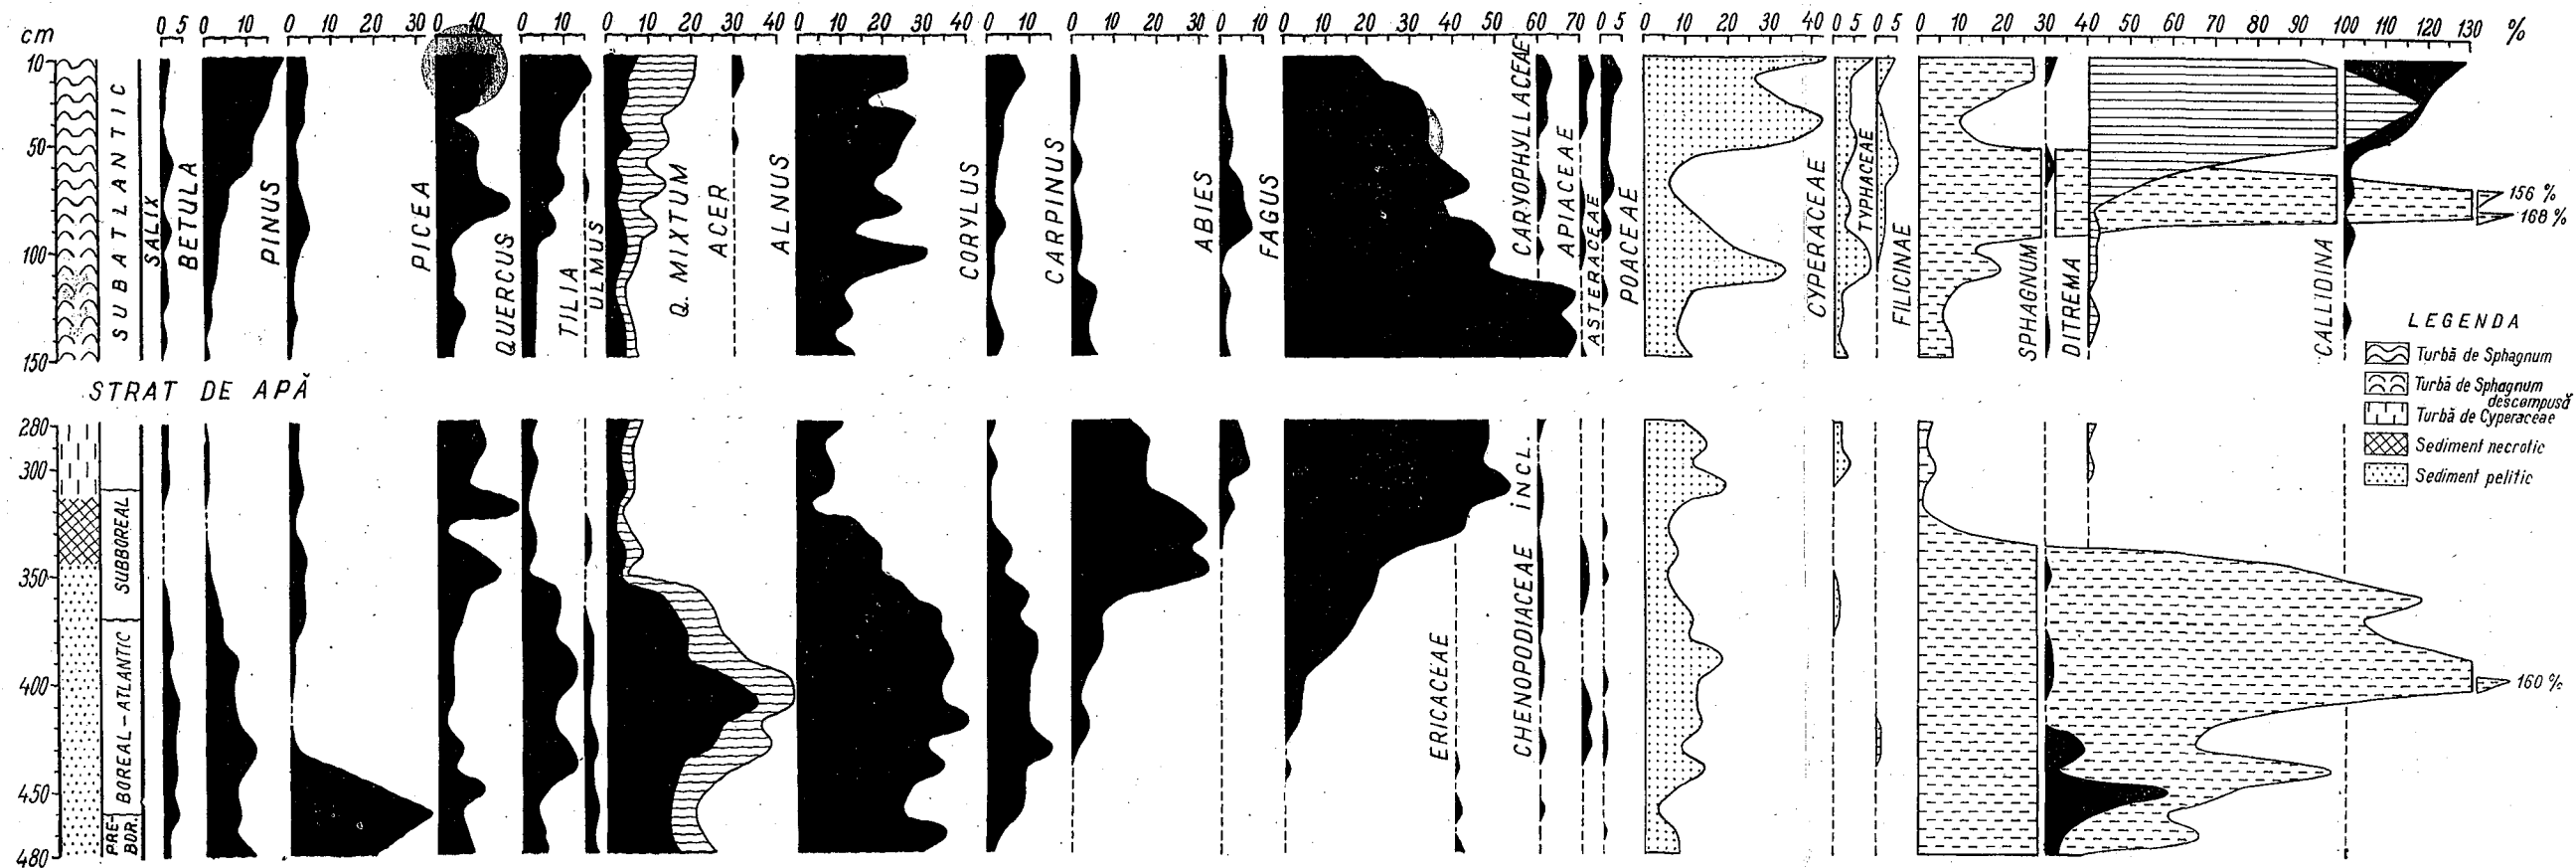 0 5 0 10 0 10 20 30 0 10 0 10 0 10 20 30 40 0 10 0 10 20 30 40 0 10 0 10 20 30 0 10 0 10 20 30 40 50 60 70 0 5 0 10 20 30 40 0 5 0 5 0 10 20 30 40 50 60 70 80 90 100 110 120 130 %
cm
10
50
100
150
SUBATLANTIC
SALIX
BETULA
PINUS
PICEA
QUERCUS
TILIA
ULMUS
Q. MIXTUM
ACER
ALNUS
CORYLUS
CARPINUS
ABIES
FAGUS
CARYOPHYLLACEAE
APIACEAE
ASTERACEAE
POACEAE
CYPERACEAE
TYPHACEAE
FILICINAE
SPHAGNUM
DITREMA
CALLIDINA
156 %
168 %
LEGENDA
Turbă de Sphagnum
Turbă de Sphagnum
descompusă
Turbă de Cyperaceae
Sediment necrotic
Sediment pelitic
STRAT DE APĂ
280
300
350
400
450
480
SUBBOREAL
BOREAL-ATLANTIC
PRE-
BOR.
ERICACEAE
CHENOPODIACEAE INCL.
160 %